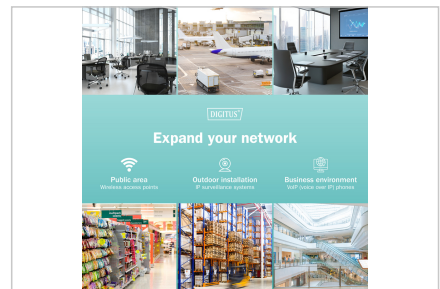 DIGITUS
Expand your network
Public area
Wireless access points
Outdoor installation
IP surveillance systems
Business environment
VoIP (voice over IP) phones